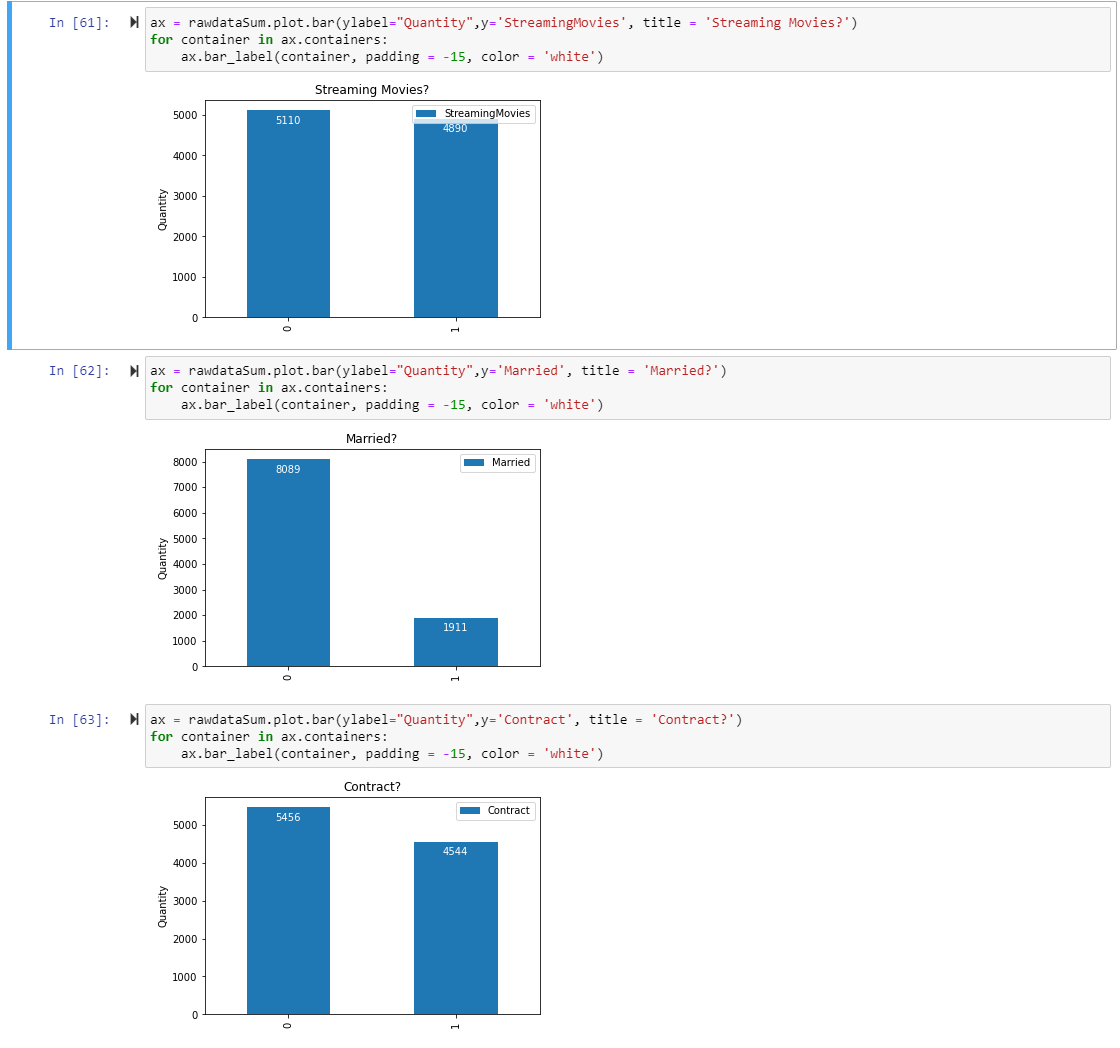 In [61]:
ax = rawdataSum.plot.bar(ylabel="Quantity",y='StreamingMovies', title = 'Streaming Movies?')
for container in ax.containers:
    ax.bar_label(container, padding = -15, color = 'white')
Streaming Movies?
StreamingMovies
5000
4000
3000
2000
1000
0
Quantity
5110
4890
0
1
In [62]:
ax = rawdataSum.plot.bar(ylabel="Quantity",y='Married', title = 'Married?')
for container in ax.containers:
    ax.bar_label(container, padding = -15, color = 'white')
Married?
Married
8000
7000
6000
5000
4000
3000
2000
1000
0
Quantity
8089
1911
0
1
In [63]:
ax = rawdataSum.plot.bar(ylabel="Quantity",y='Contract', title = 'Contract?')
for container in ax.containers:
    ax.bar_label(container, padding = -15, color = 'white')
Contract?
Contract
5000
4000
3000
2000
1000
0
Quantity
5456
4544
0
1